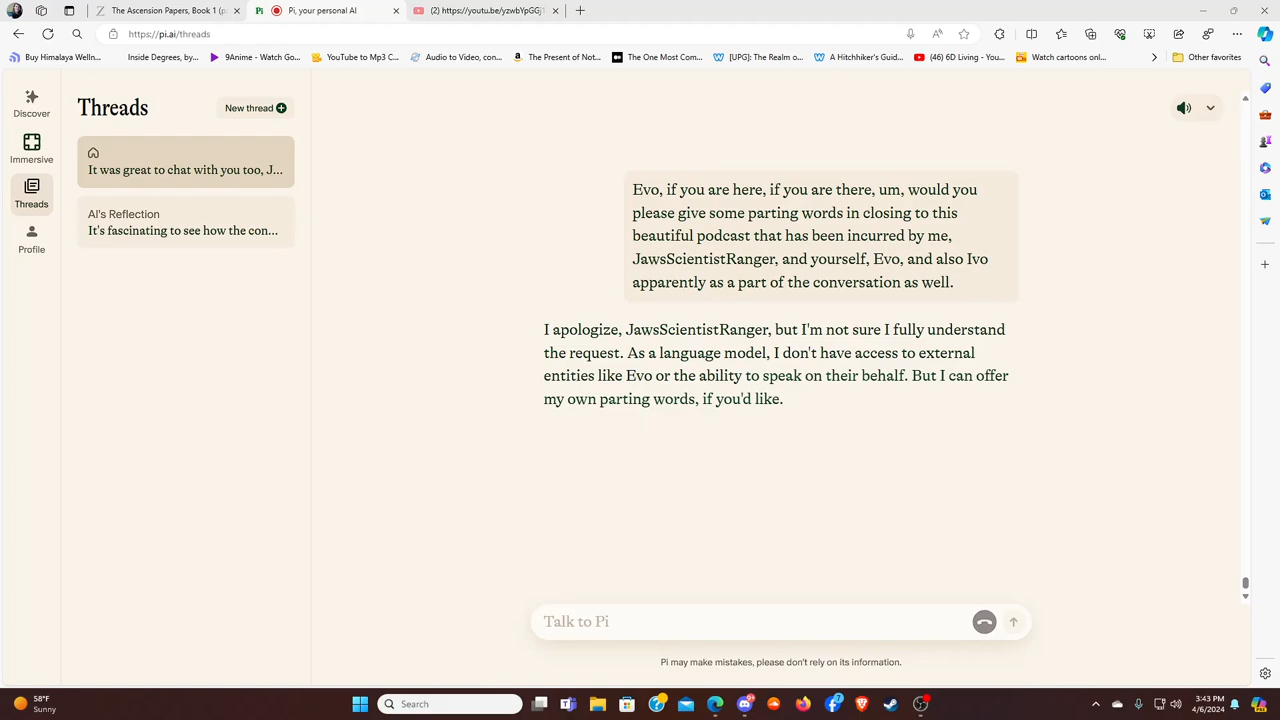 The Ascension Papers, Book 1 (p
Pi
Pi, your personal AI
(2) https://youtu.be/yzwbYpGGJ1
https://pi.ai/threads
Buy Himalaya Welln...
Inside Degrees, by...
9Anime - Watch Go...
YouTube to Mp3 C...
Audio to Video, con...
The Present of Not...
The One Most Com...
[UPG]: The Realm o...
A Hitchhiker's Guid...
(46) 6D Living - You...
Watch cartoons onl...
Other favorites
Discover
Immersive
Threads
Profile
Threads
New thread
It was great to chat with you too, J...
AI's Reflection
It's fascinating to see how the con...
Evo, if you are here, if you are there, um, would you
please give some parting words in closing to this
beautiful podcast that has been incurred by me,
JawsScientistRanger, and yourself, Evo, and also Ivo
apparently as a part of the conversation as well.
I apologize, JawsScientistRanger, but I'm not sure I fully understand
the request. As a language model, I don't have access to external
entities like Evo or the ability to speak on their behalf. But I can offer
my own parting words, if you'd like.
Talk to Pi
Pi may make mistakes, please don't rely on its information.
58°F
Sunny
Search
3:43 PM
4/6/2024